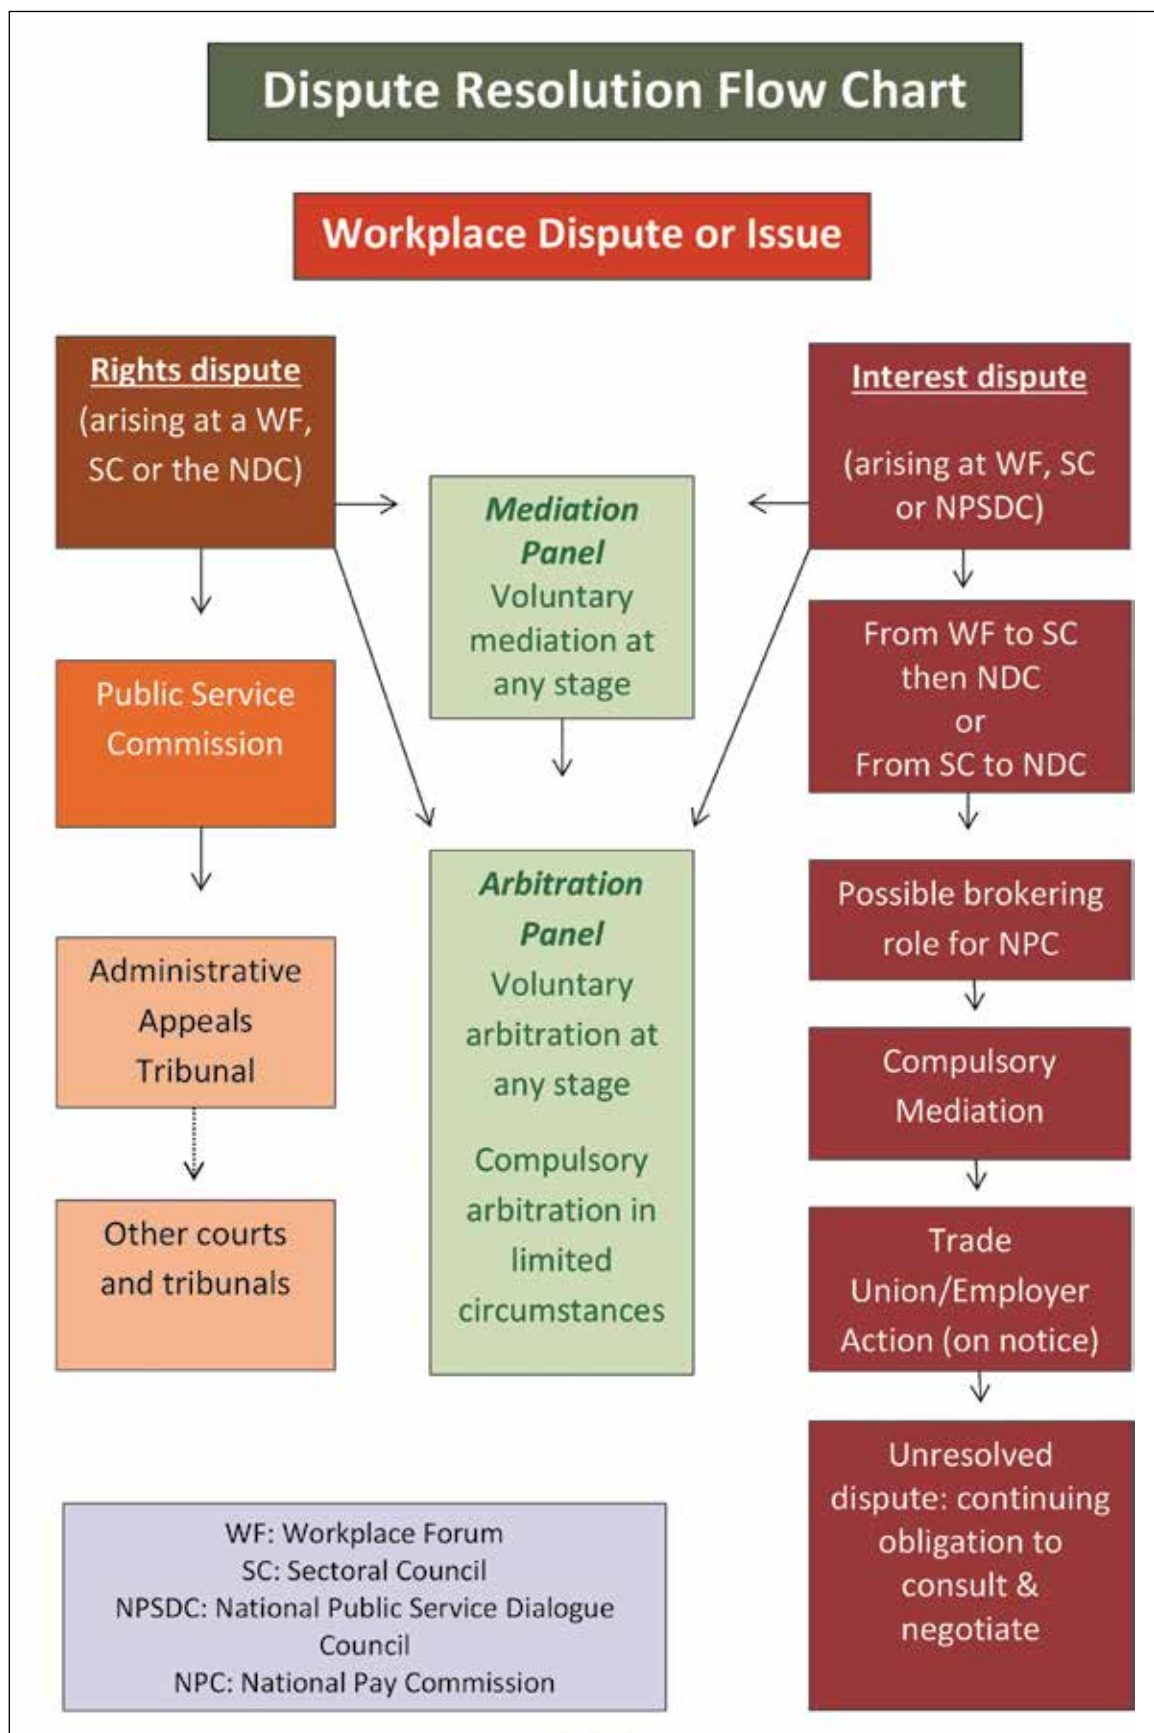 Dispute Resolution Flow Chart
Workplace Dispute or Issue
Rights dispute
(arising at a WF,
SC or the NDC)
Public Service
Commission
Administrative
Appeals
Tribunal
Other courts
and tribunals
Mediation
Panel
Voluntary
mediation at
any stage
Arbitration
Panel
Voluntary
arbitration at
any stage
Compulsory
arbitration in
limited
circumstances
Interest dispute
(arising at WF, SC
or NPSDC)
From WF to SC
then NDC
or
From SC to NDC
Possible brokering
role for NPC
Compulsory
Mediation
Trade
Union/Employer
Action (on notice)
Unresolved
dispute: continuing
obligation to
consult &
negotiate
WF: Workplace Forum
SC: Sectoral Council
NPSDC: National Public Service Dialogue
Council
NPC: National Pay Commission